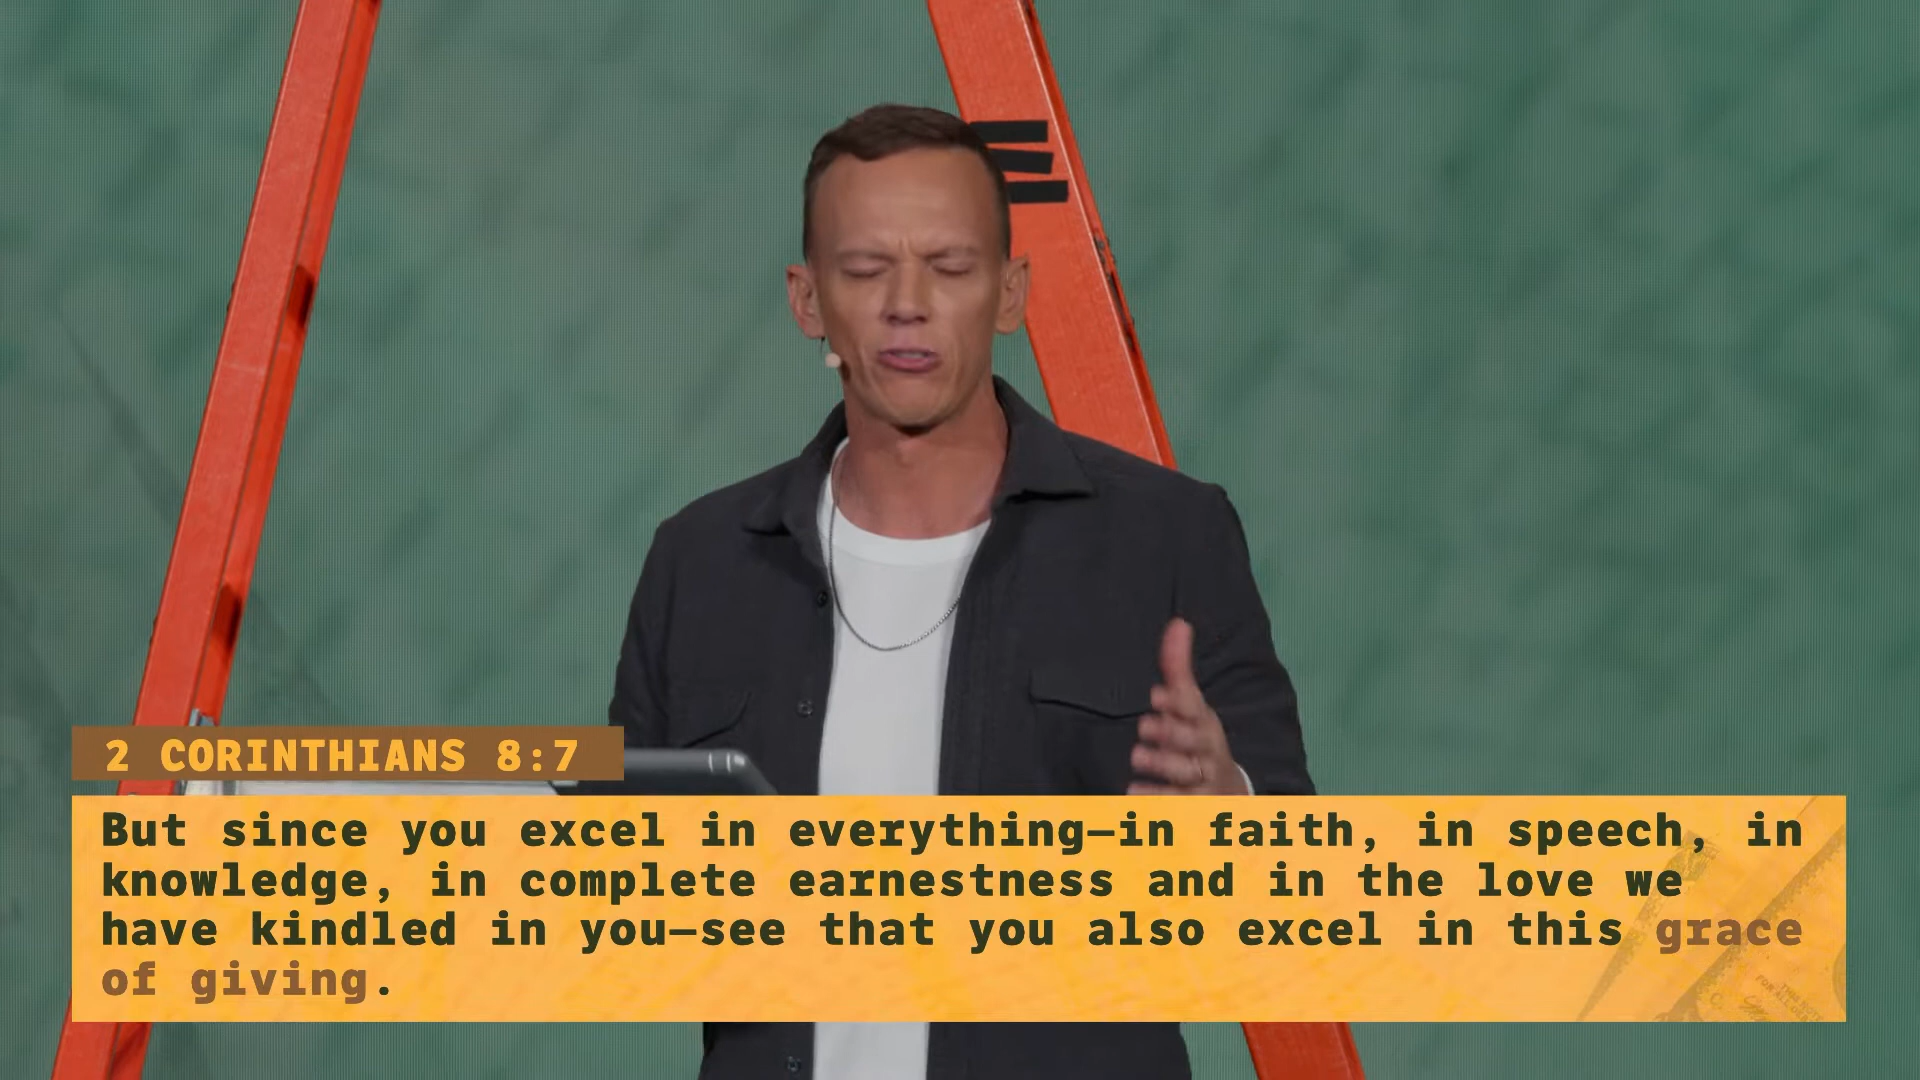 2 CORINTHIANS 8:7
But since you excel in everything—in faith, in speech, in
knowledge, in complete earnestness and in the love we
have kindled in you—see that you also excel in this grace
of giving.